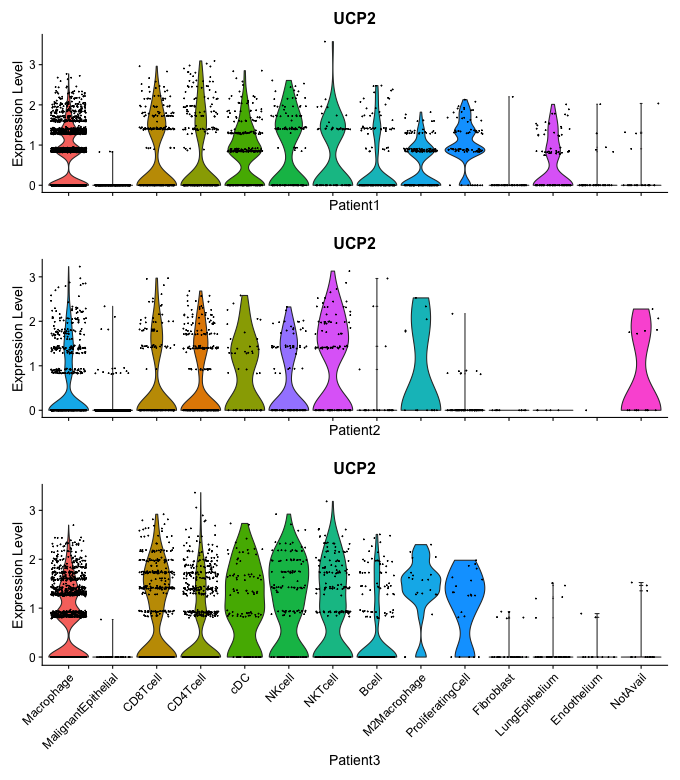 UCP2
Expression Level
3
2
1
0
Patient1
UCP2
Expression Level
3
2
1
0
Patient2
UCP2
Expression Level
3
2
1
0
Macrophage
MalignantEpithelial
CD8Tcell
CD4Tcell
cDC
NKcell
NKTcell
Bcell
M2Macrophage
ProliferatingCell
Fibroblast
LungEpithelium
Endothelium
NotAvail
Patient3